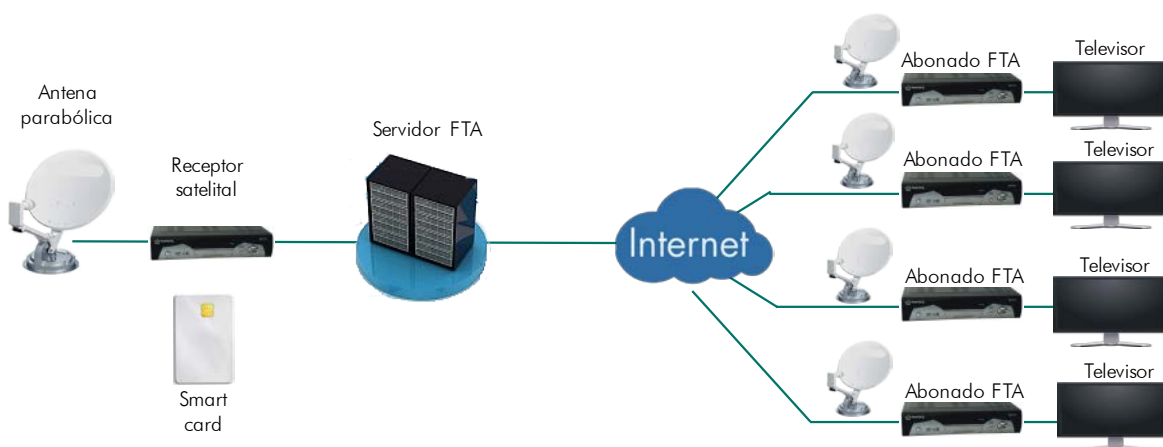 Antena
parabólica
Receptor
satelital
Smart
card
Servidor FTA
Internet
Abonado FTA
Televisor
Abonado FTA
Televisor
Abonado FTA
Televisor
Abonado FTA
Televisor